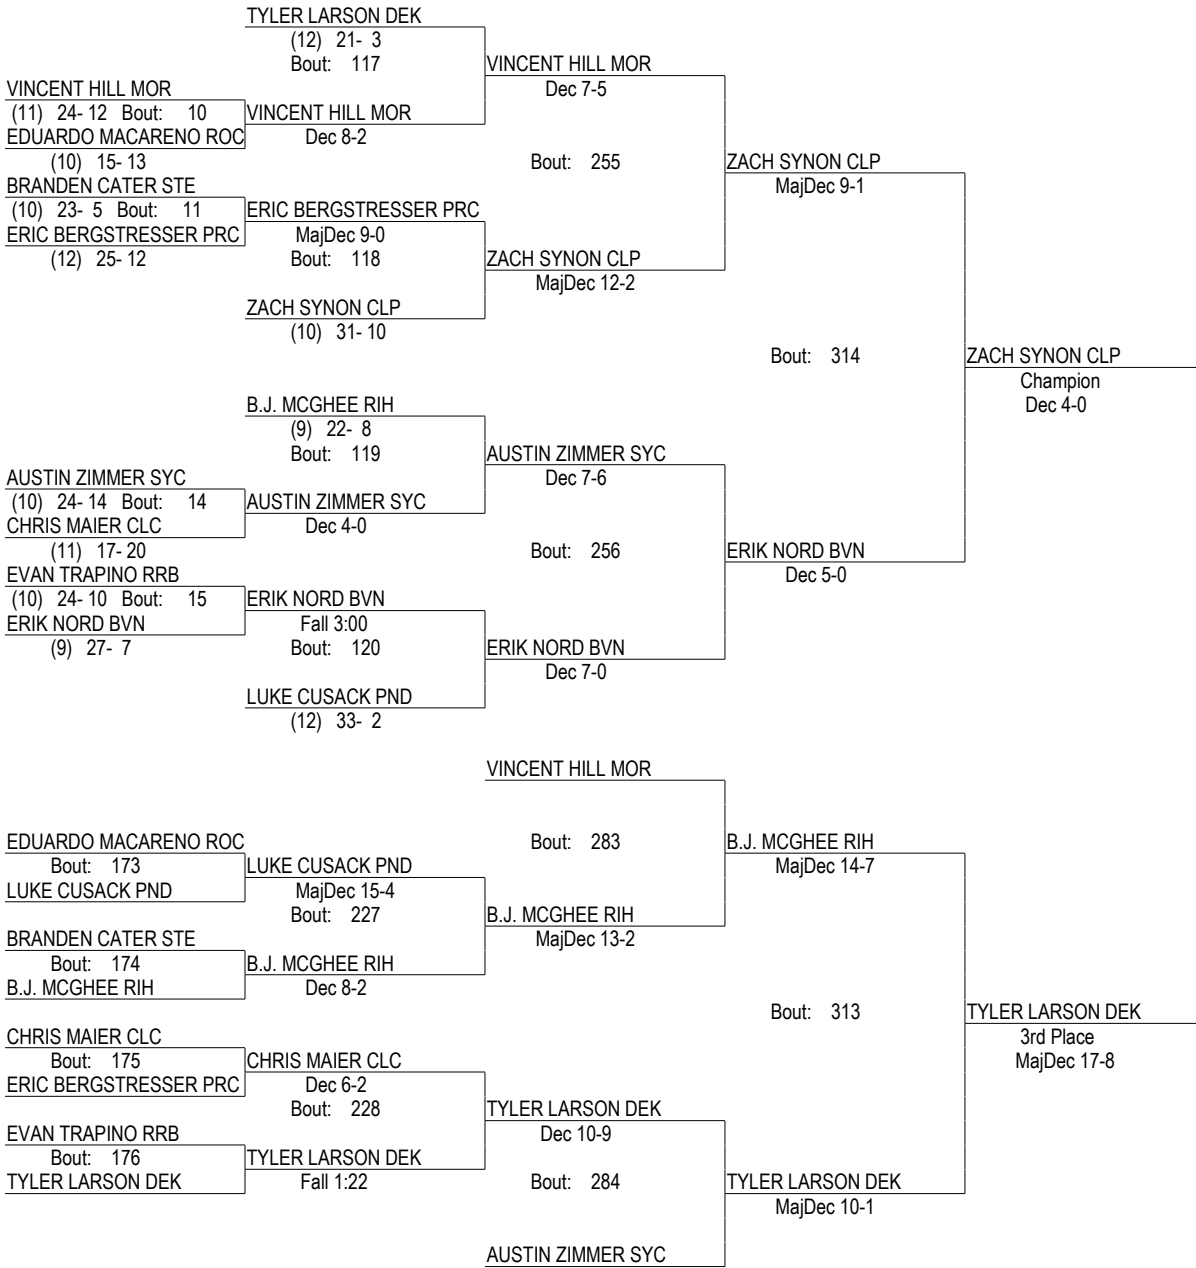 TYLER LARSON DEK
(12) 21- 3
Bout: 117
VINCENT HILL MOR
Dec 7-5
VINCENT HILL MOR
(11) 24- 12 Bout: 10
VINCENT HILL MOR
EDUARDO MACARENO ROC
Dec 8-2
(10) 15- 13
Bout: 255
ZACH SYNON CLP
BRANDEN CATER STE
MajDec 9-1
(10) 23- 5 Bout: 11
ERIC BERGSTRESSER PRC
ERIC BERGSTRESSER PRC
MajDec 9-0
(12) 25- 12
Bout: 118
ZACH SYNON CLP
MajDec 12-2
ZACH SYNON CLP
(10) 31- 10
Bout: 314
ZACH SYNON CLP
Champion
Dec 4-0
B.J. MCGHEE RIH
(9) 22- 8
Bout: 119
AUSTIN ZIMMER SYC
Dec 7-6
AUSTIN ZIMMER SYC
(10) 24- 14 Bout: 14
AUSTIN ZIMMER SYC
CHRIS MAIER CLC
Dec 4-0
(11) 17- 20
Bout: 256
ERIK NORD BVN
EVAN TRAPINO RRB
Dec 5-0
(10) 24- 10 Bout: 15
ERIK NORD BVN
ERIK NORD BVN
Fall 3:00
(9) 27- 7
Bout: 120
ERIK NORD BVN
Dec 7-0
LUKE CUSACK PND
(12) 33- 2
VINCENT HILL MOR
EDUARDO MACARENO ROC
Bout: 283
B.J. MCGHEE RIH
Bout: 173
LUKE CUSACK PND
MajDec 14-7
LUKE CUSACK PND
MajDec 15-4
Bout: 227
B.J. MCGHEE RIH
BRANDEN CATER STE
MajDec 13-2
Bout: 174
B.J. MCGHEE RIH
B.J. MCGHEE RIH
Dec 8-2
Bout: 313
TYLER LARSON DEK
CHRIS MAIER CLC
3rd Place
Bout: 175
CHRIS MAIER CLC
MajDec 17-8
ERIC BERGSTRESSER PRC
Dec 6-2
Bout: 228
TYLER LARSON DEK
EVAN TRAPINO RRB
Dec 10-9
Bout: 176
TYLER LARSON DEK
TYLER LARSON DEK
Fall 1:22
Bout: 284
TYLER LARSON DEK
MajDec 10-1
AUSTIN ZIMMER SYC